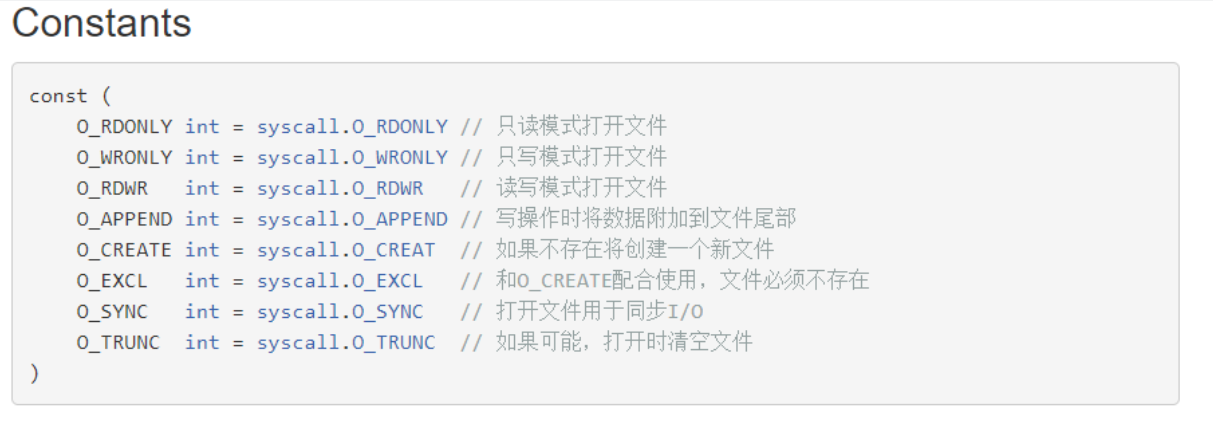 Constants
const (
    O_RDONLY int = syscall.O_RDONLY // 只读模式打开文件
    O_WRONLY int = syscall.O_WRONLY // 只写模式打开文件
    O_RDWR   int = syscall.O_RDWR   // 读写模式打开文件
    O_APPEND int = syscall.O_APPEND // 写操作时将数据附加到文件尾部
    O_CREATE int = syscall.O_CREAT  // 如果不存在将创建一个新文件
    O_EXCL   int = syscall.O_EXCL   // 和O_CREATE配合使用，文件必须不存在
    O_SYNC   int = syscall.O_SYNC   // 打开文件用于同步I/O
    O_TRUNC  int = syscall.O_TRUNC  // 如果可能，打开时清空文件
)